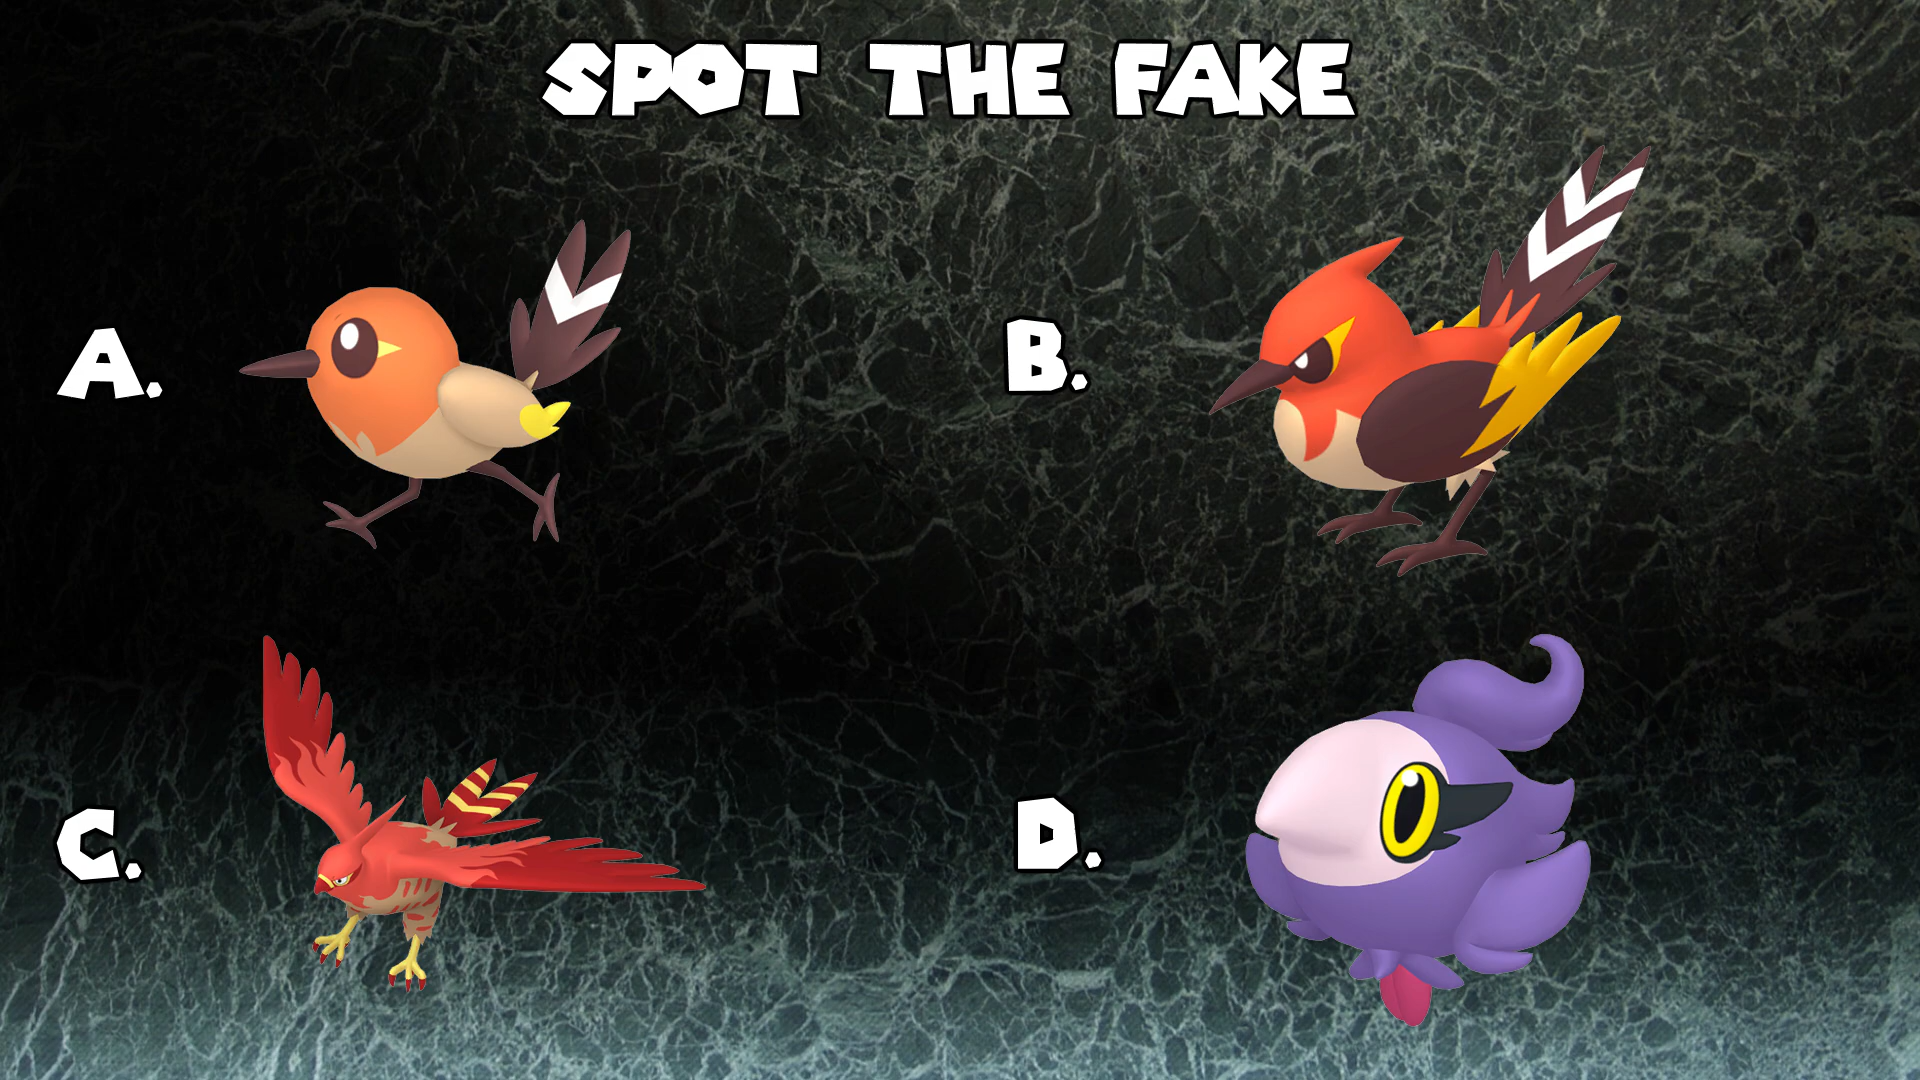 SPOT THE FAKE
A.
B.
C.
D.